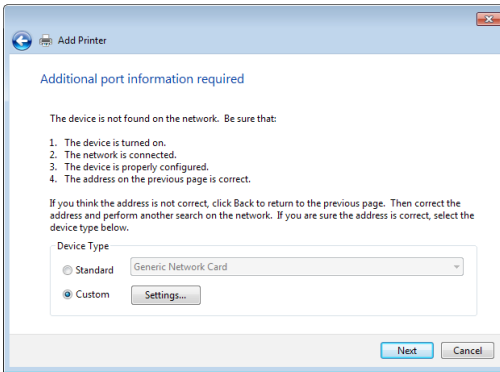 Add Printer
Additional port information required
The device is not found on the network.  Be sure that:
1.  The device is turned on.
2.  The network is connected.
3.  The device is properly configured.
4.  The address on the previous page is correct.
If you think the address is not correct, click Back to return to the previous page.  Then correct the
address and perform another search on the network.  If you are sure the address is correct, select the
device type below.
Device Type
Standard
Generic Network Card
Custom
Settings...
Next
Cancel